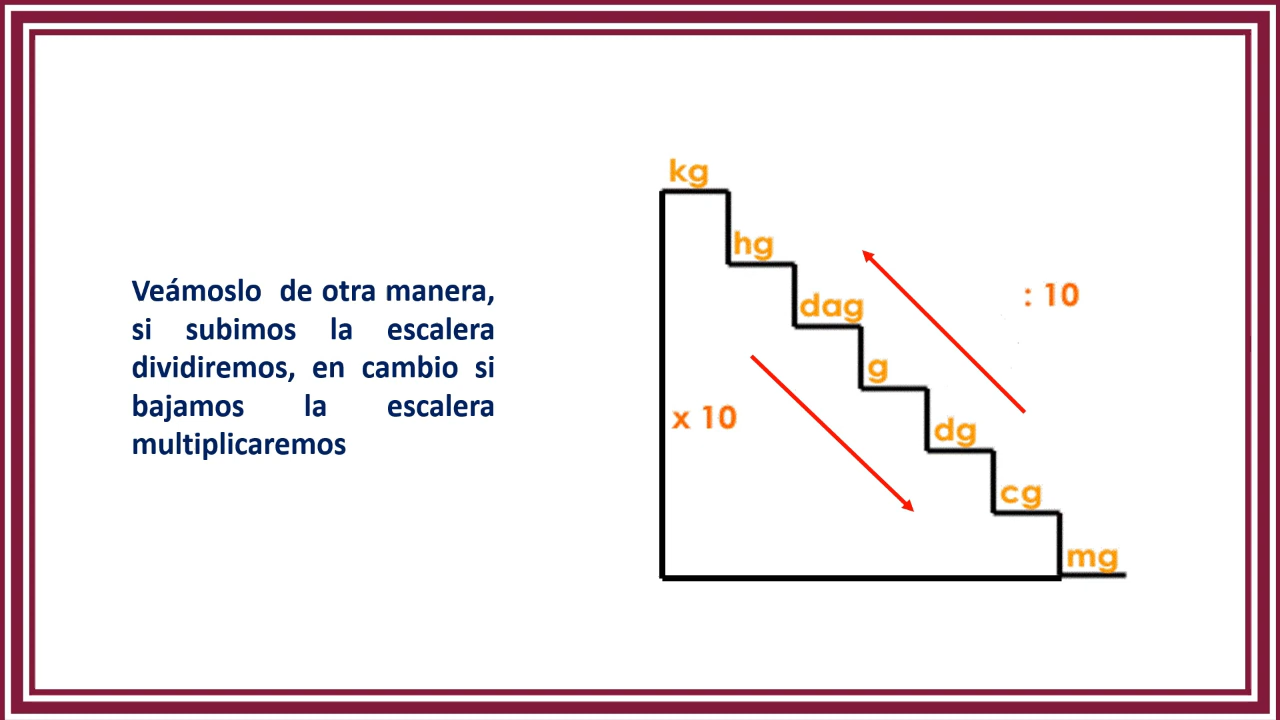 Veámoslo de otra manera,
si subimos la escalera
dividiremos, en cambio si
bajamos la escalera
multiplicaremos
kg
hg
dag
g
dg
cg
mg
: 10
x 10